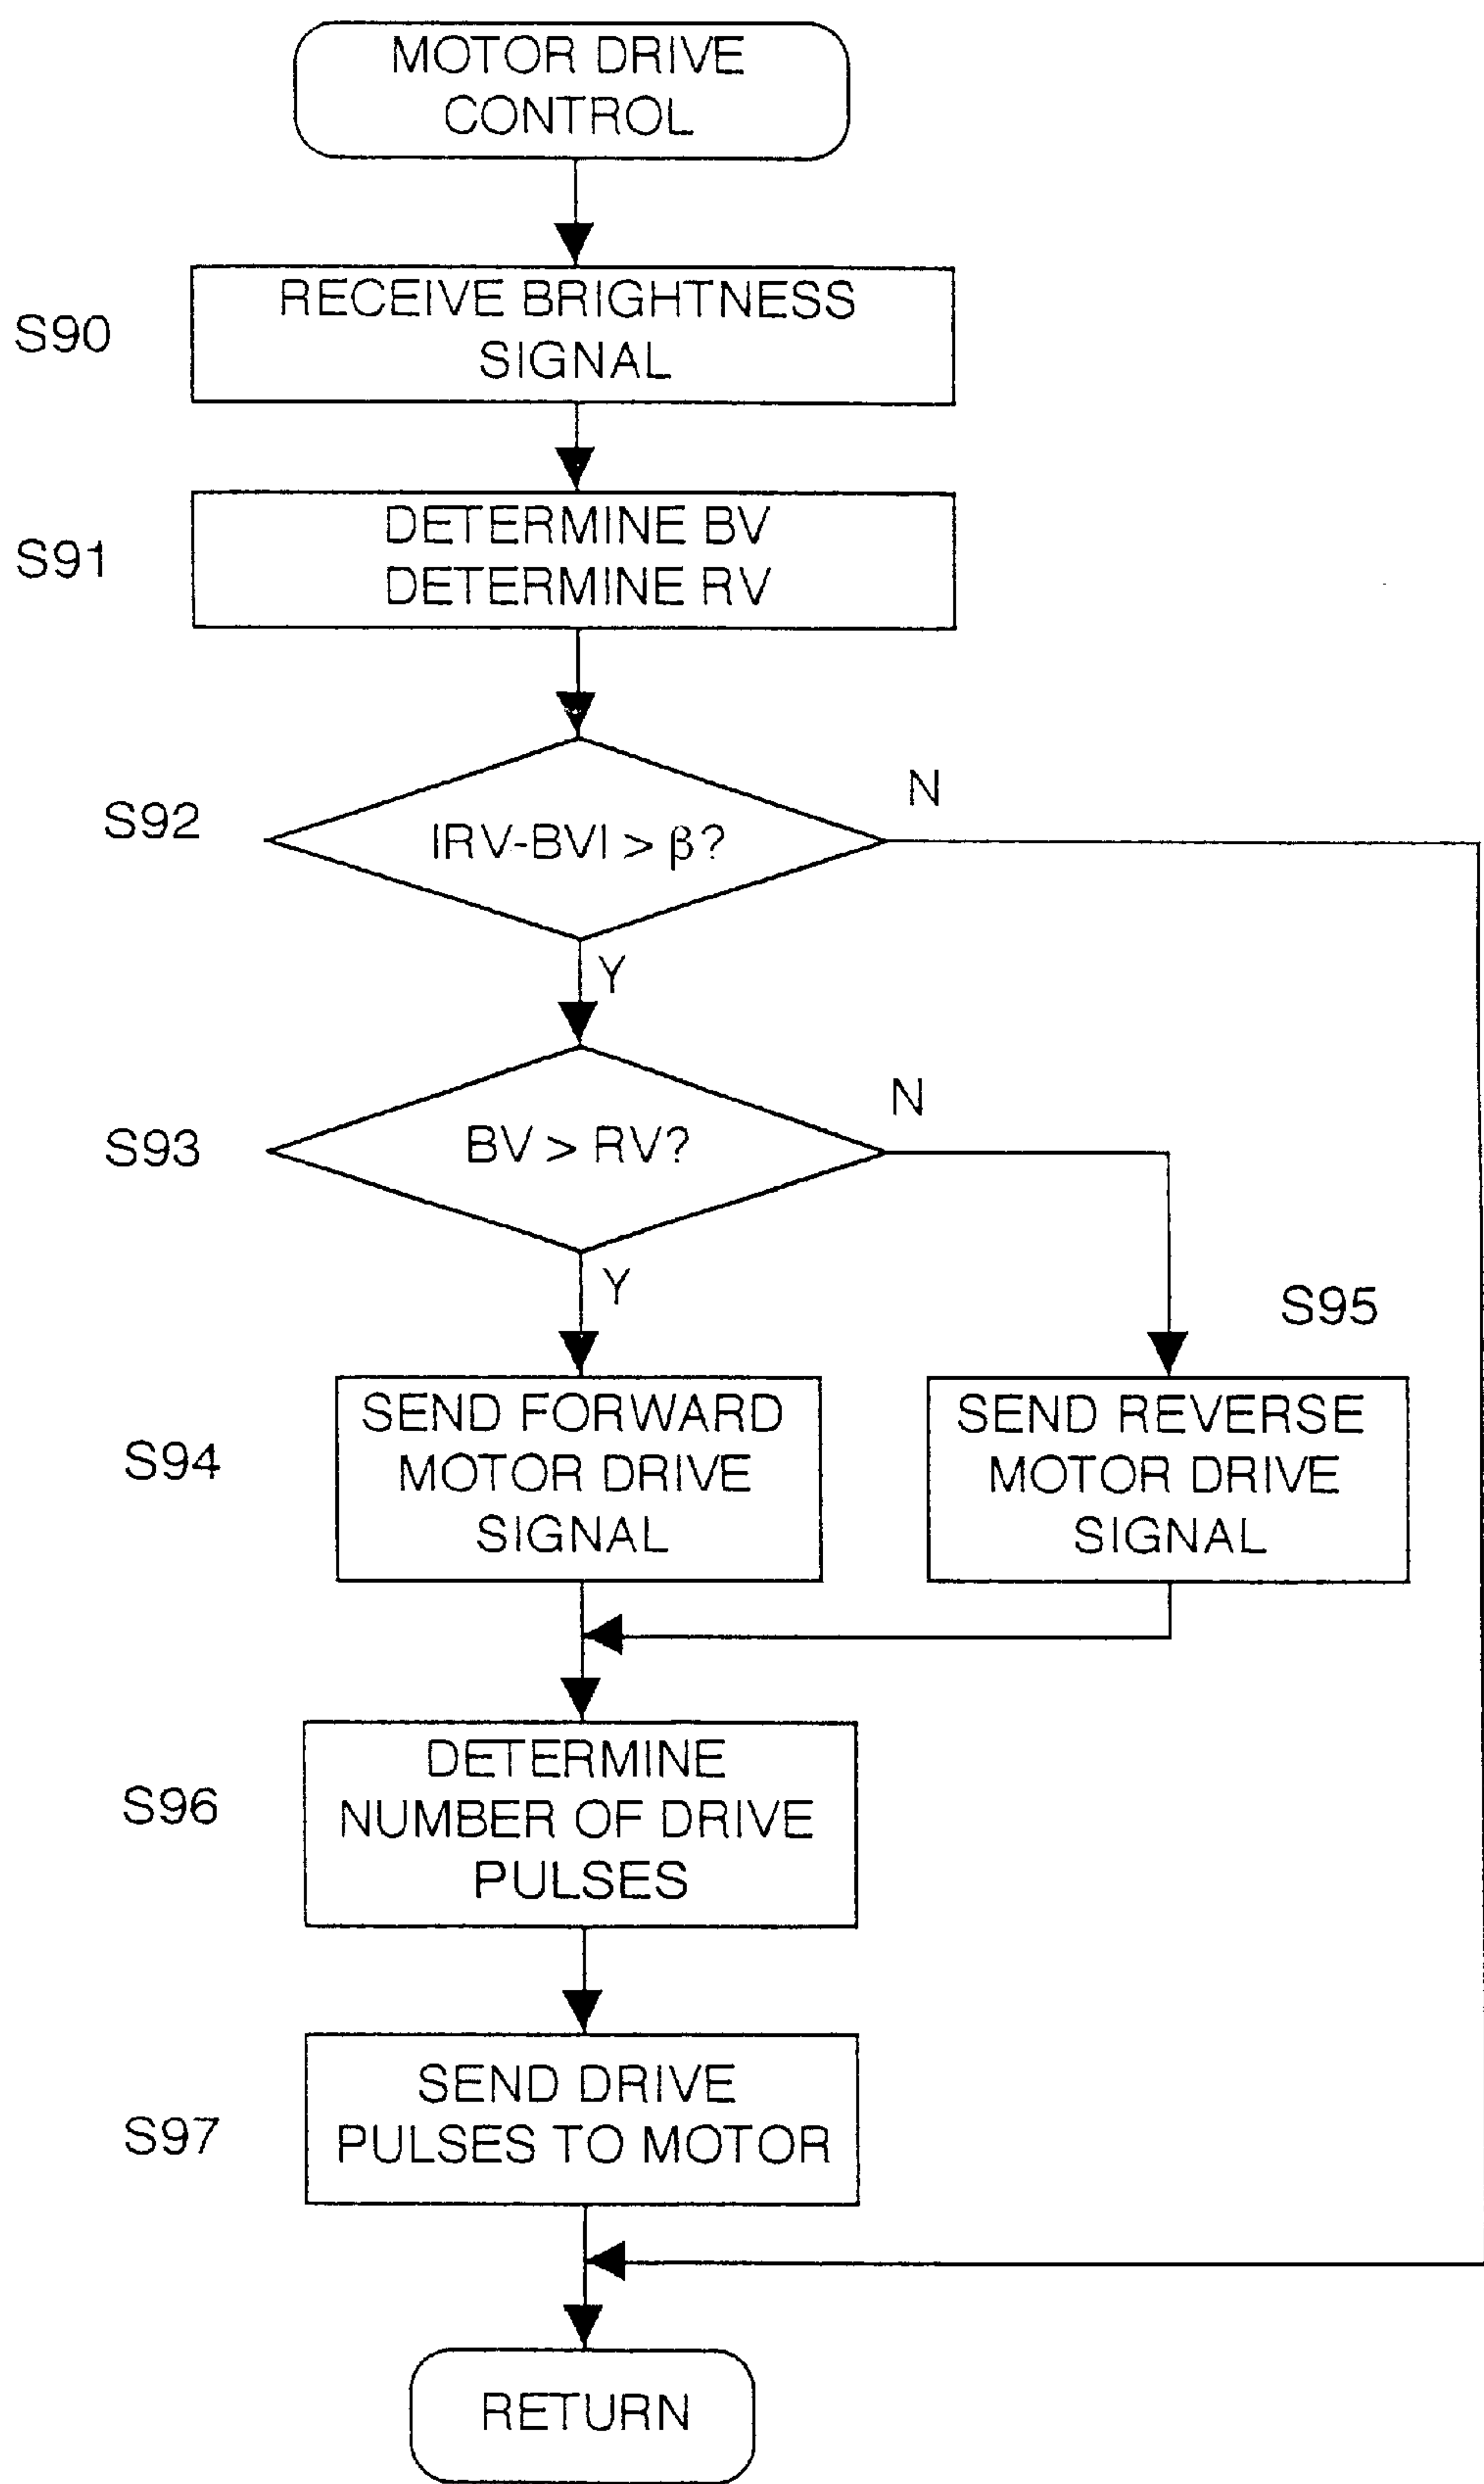 MOTOR DRIVE
CONTROL
S90
RECEIVE BRIGHTNESS
SIGNAL
S91
DETERMINE BV
DETERMINE RV
S92
IRV-BVI > β?
N
Y
S93
BV > RV?
N
Y
S94
SEND FORWARD
MOTOR DRIVE
SIGNAL
S95
SEND REVERSE
MOTOR DRIVE
SIGNAL
S96
DETERMINE
NUMBER OF DRIVE
PULSES
S97
SEND DRIVE
PULSES TO MOTOR
RETURN